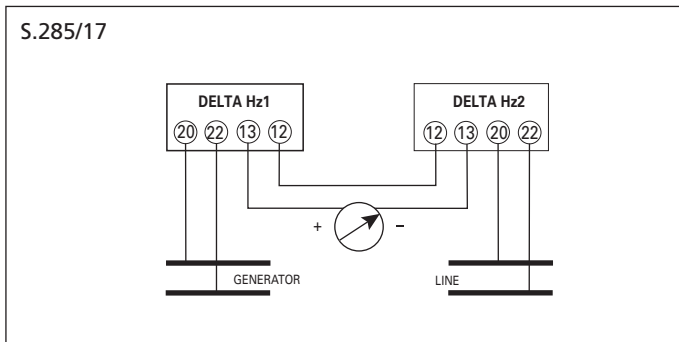 S.285/17
DELTA Hz1
DELTA Hz2
20 22 13 12
12 13 20 22
+ −
GENERATOR
LINE